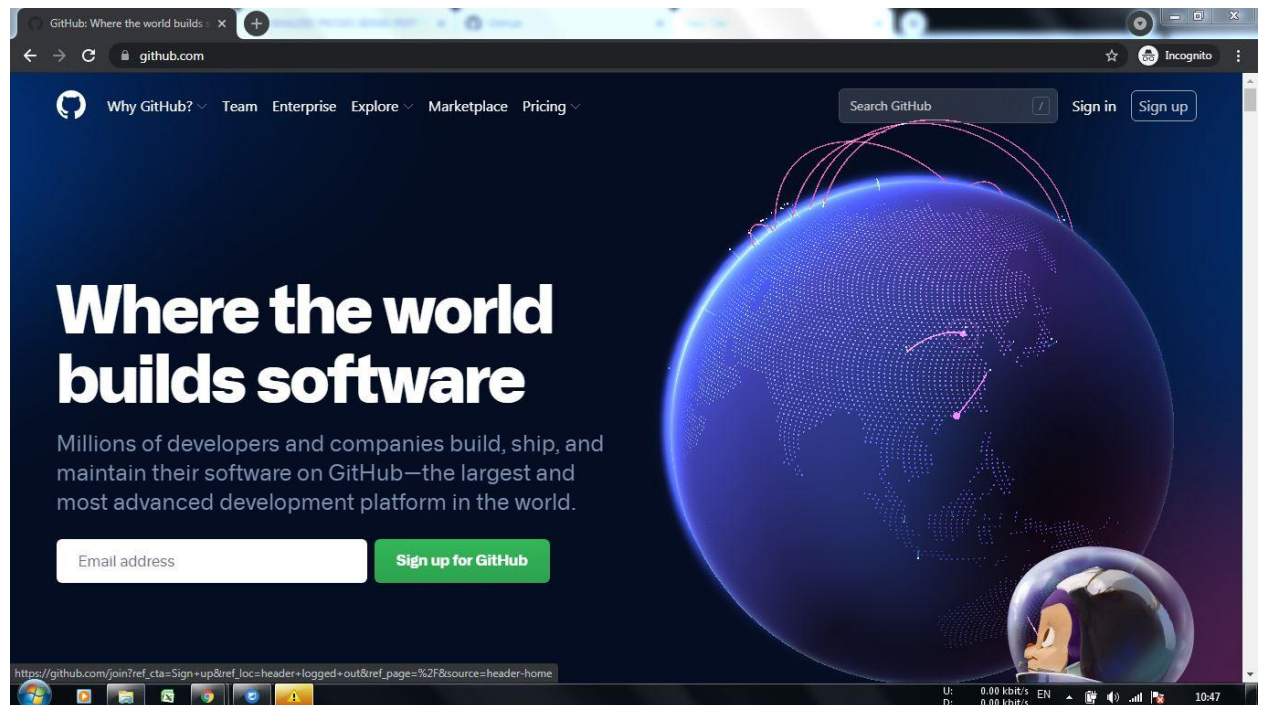 GitHub: Where the world builds s
github.com
Incognito
Why GitHub? Team Enterprise Explore Marketplace Pricing
Search GitHub /
Sign in Sign up
Where the world
builds software
Millions of developers and companies build, ship, and
maintain their software on GitHub—the largest and
most advanced development platform in the world.
Email address
Sign up for GitHub
https://github.com/join?ref_cta=Sign+up&ref_loc=header+logged+out&ref_page=%2F&source=header-home
U: 0.00 kbit/s EN 10:47
D: 0.00 kbit/s